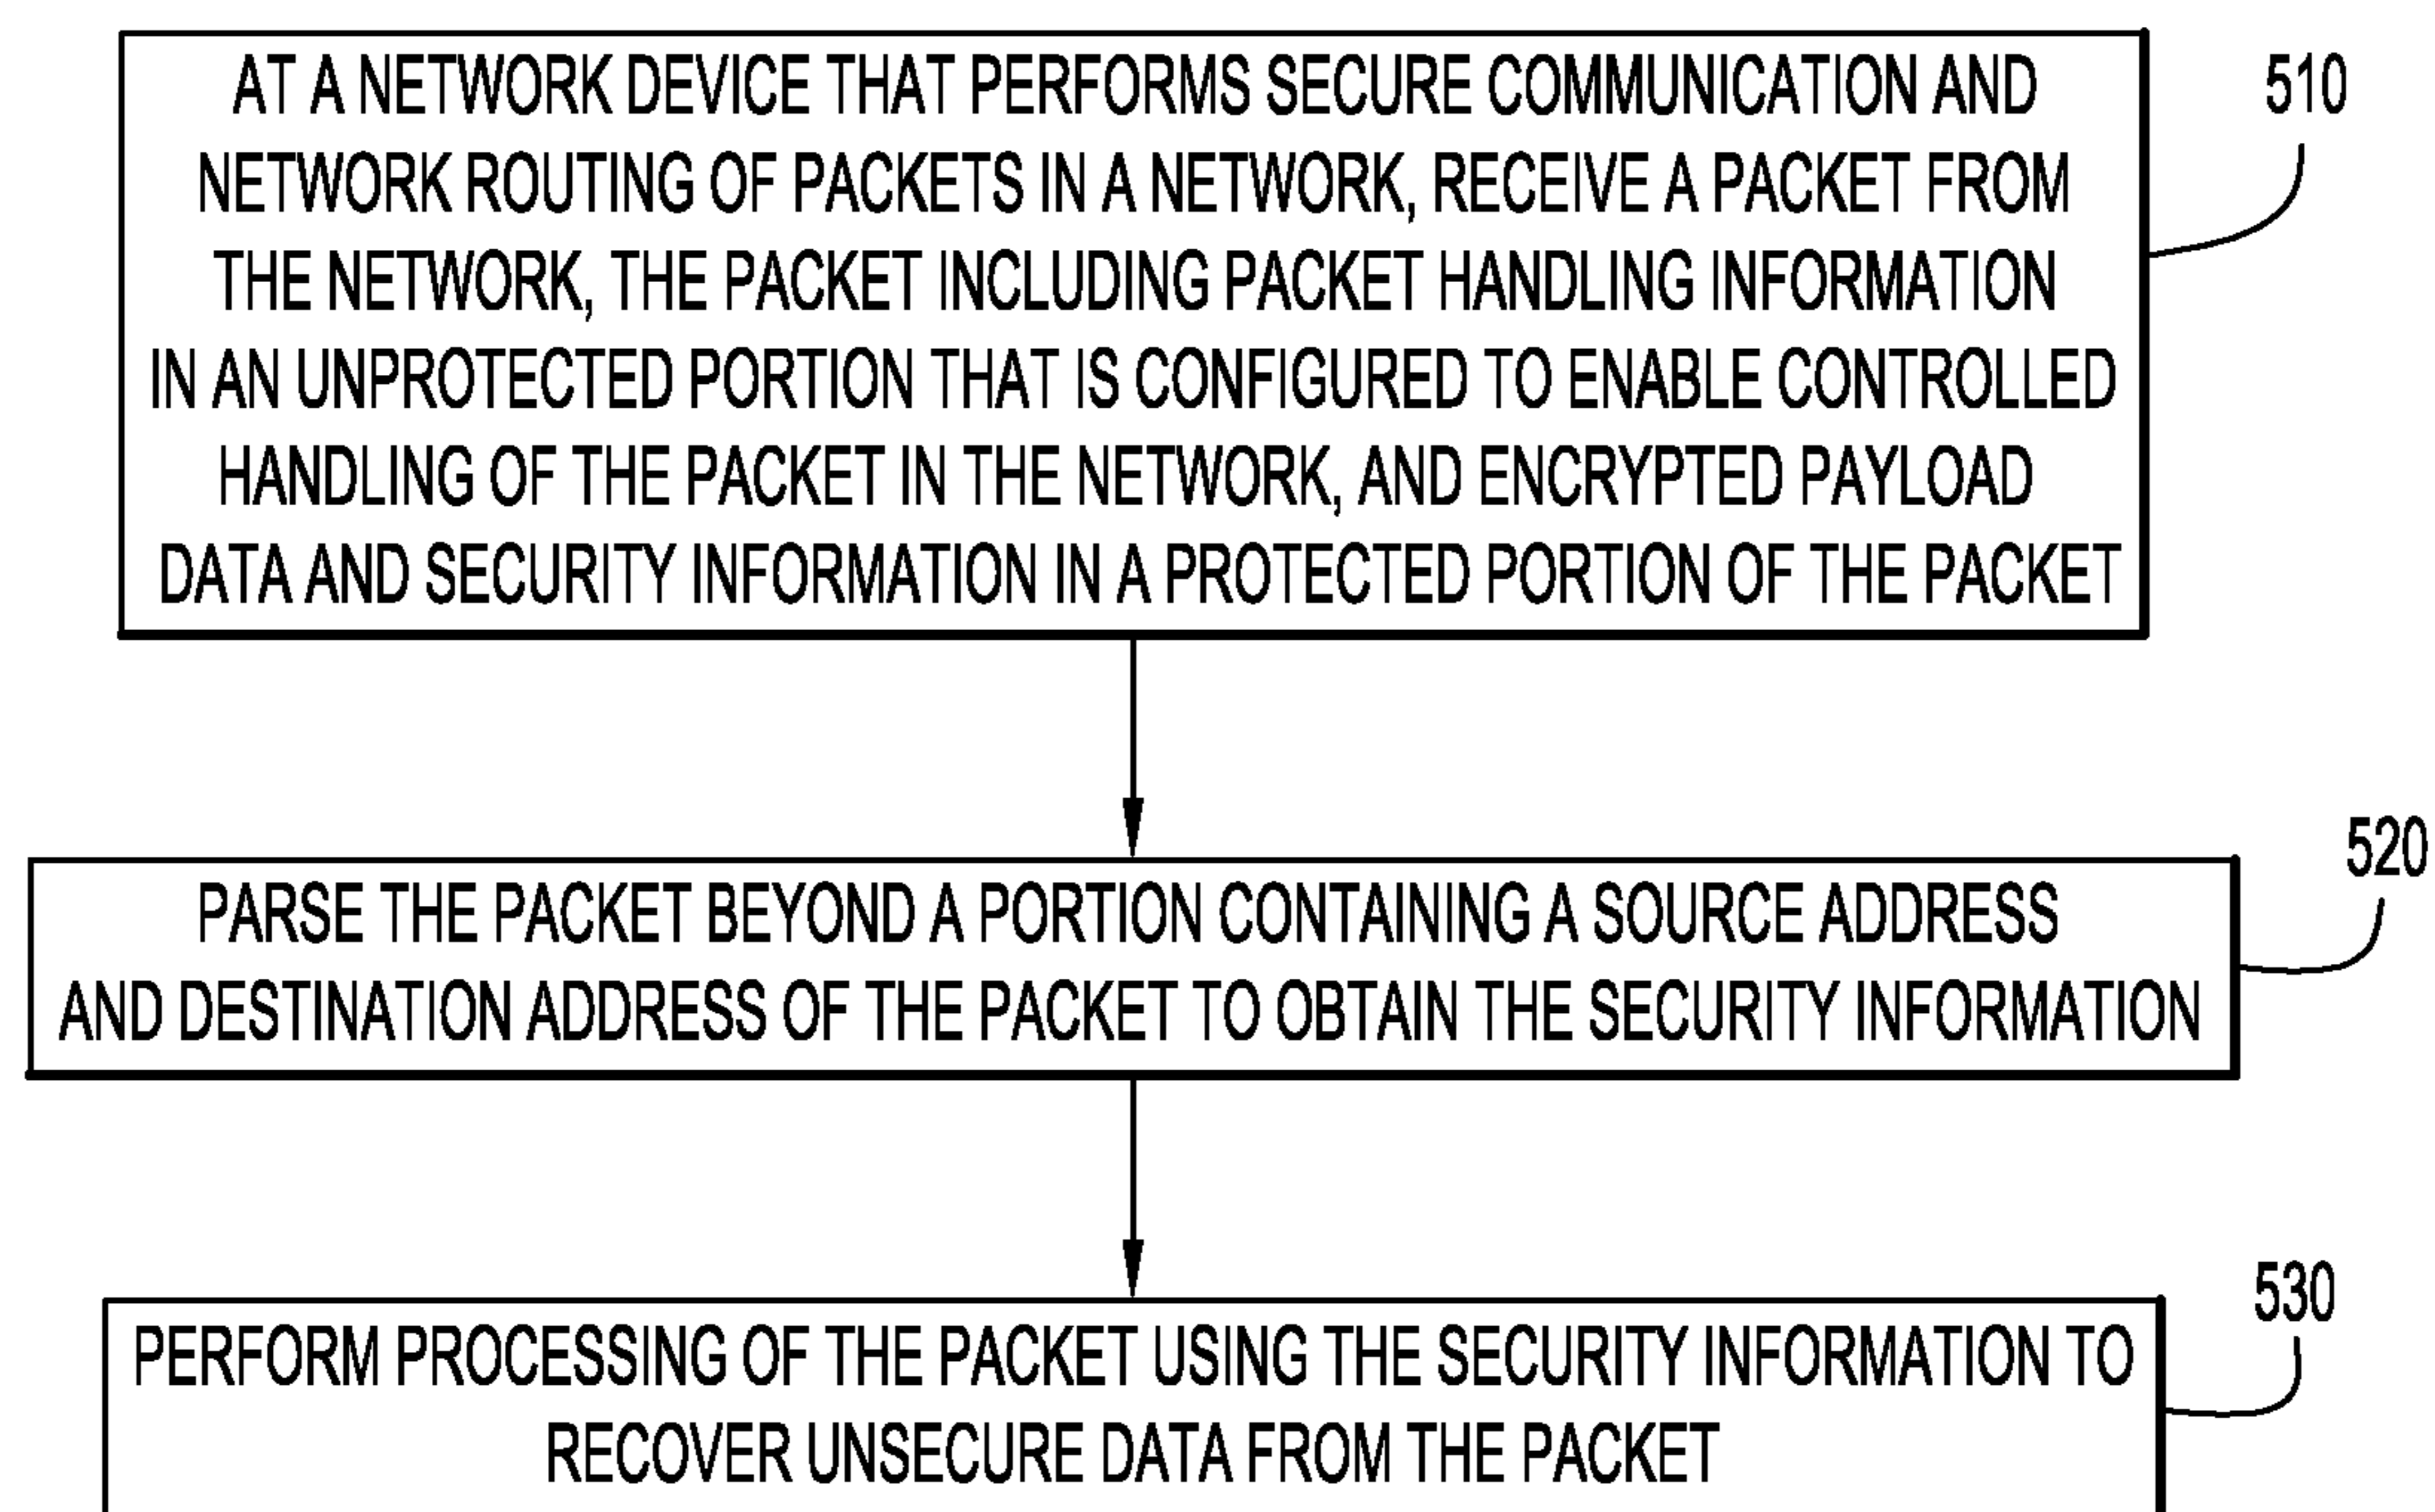 AT A NETWORK DEVICE THAT PERFORMS SECURE COMMUNICATION AND
510
NETWORK ROUTING OF PACKETS IN A NETWORK, RECEIVE A PACKET FROM
THE NETWORK, THE PACKET INCLUDING PACKET HANDLING INFORMATION
IN AN UNPROTECTED PORTION THAT IS CONFIGURED TO ENABLE CONTROLLED
HANDLING OF THE PACKET IN THE NETWORK, AND ENCRYPTED PAYLOAD
DATA AND SECURITY INFORMATION IN A PROTECTED PORTION OF THE PACKET
520
PARSE THE PACKET BEYOND A PORTION CONTAINING A SOURCE ADDRESS
AND DESTINATION ADDRESS OF THE PACKET TO OBTAIN THE SECURITY INFORMATION
530
PERFORM PROCESSING OF THE PACKET USING THE SECURITY INFORMATION TO
RECOVER UNSECURE DATA FROM THE PACKET